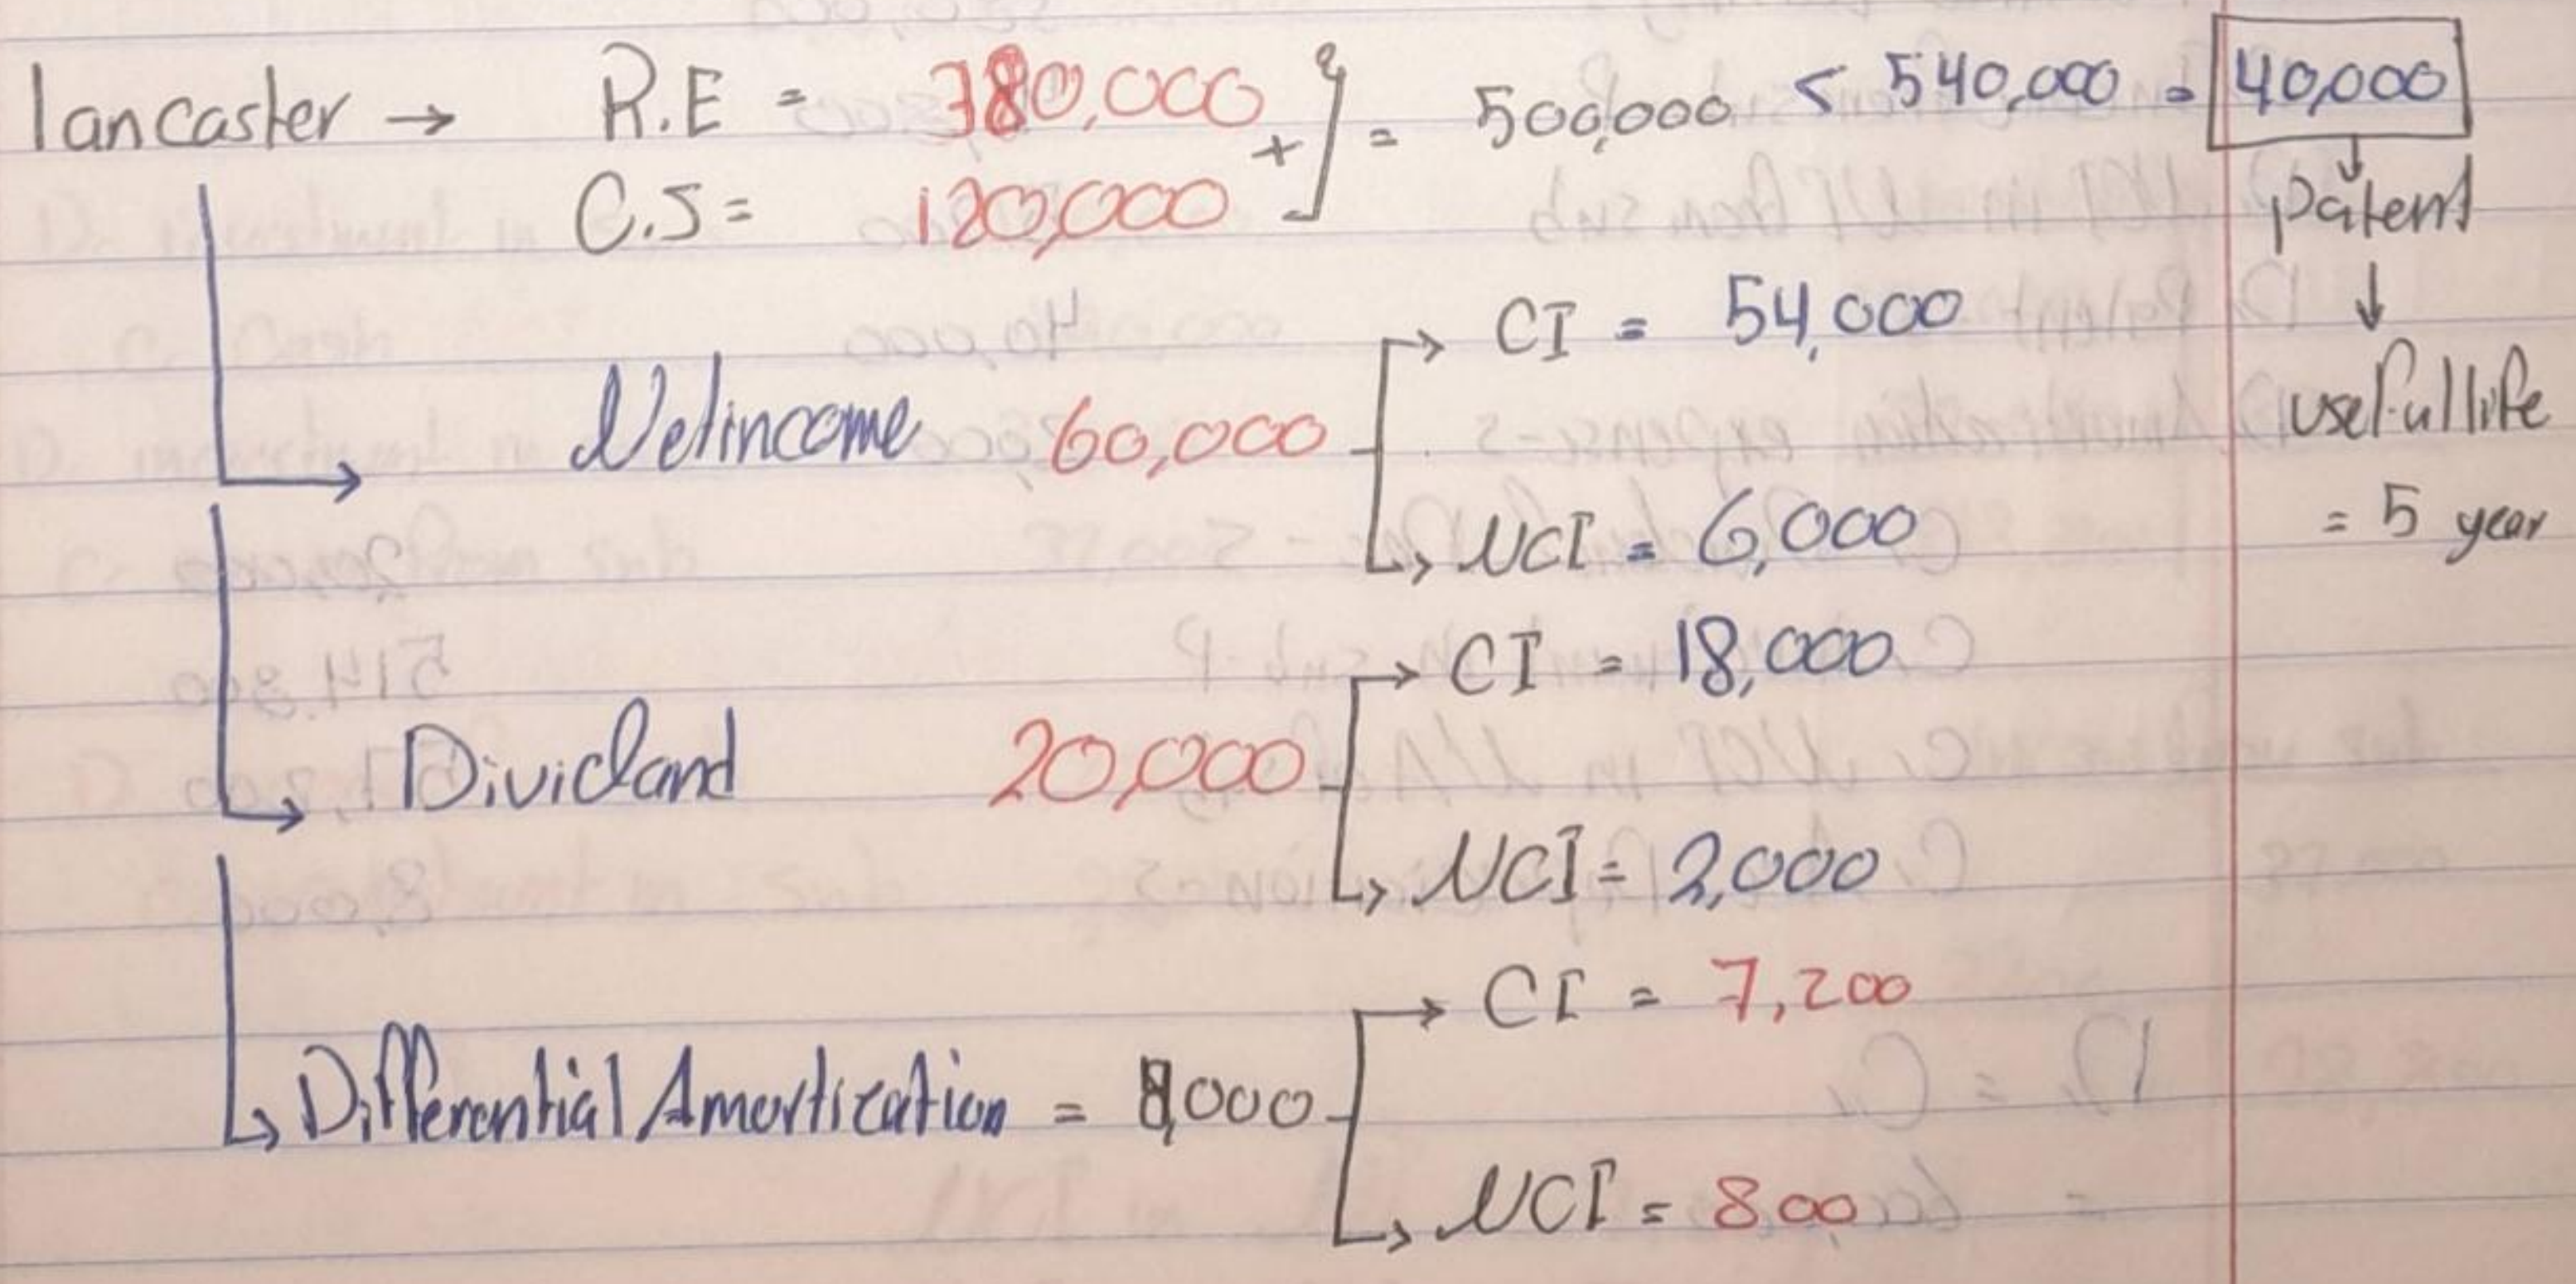 lancaster → R.E = 380,000
C.S = 120,000
+ } = 500,000 < 540,000 = 40,000
patent
usefull life
= 5 year
Net income 60,000
CI = 54,000
NCI = 6,000
Dividand 20,000
CI = 18,000
NCI = 2,000
Differential Amortization = 8,000
CI = 7,200
NCI = 800